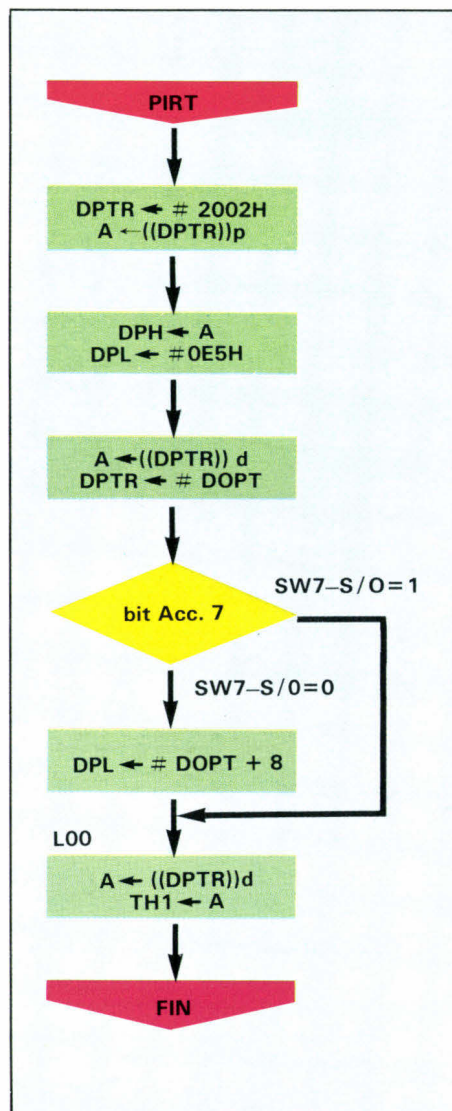 PIRT
DPTR ← # 2002H
A ← ((DPTR))p
DPH ← A
DPL ← #0E5H
A ← ((DPTR)) d
DPTR ← # DOPT
SW7–S/O=1
bit Acc. 7
SW7–S/0=0
DPL ← # DOPT + 8
L00
A ← ((DPTR))d
TH1 ← A
FIN